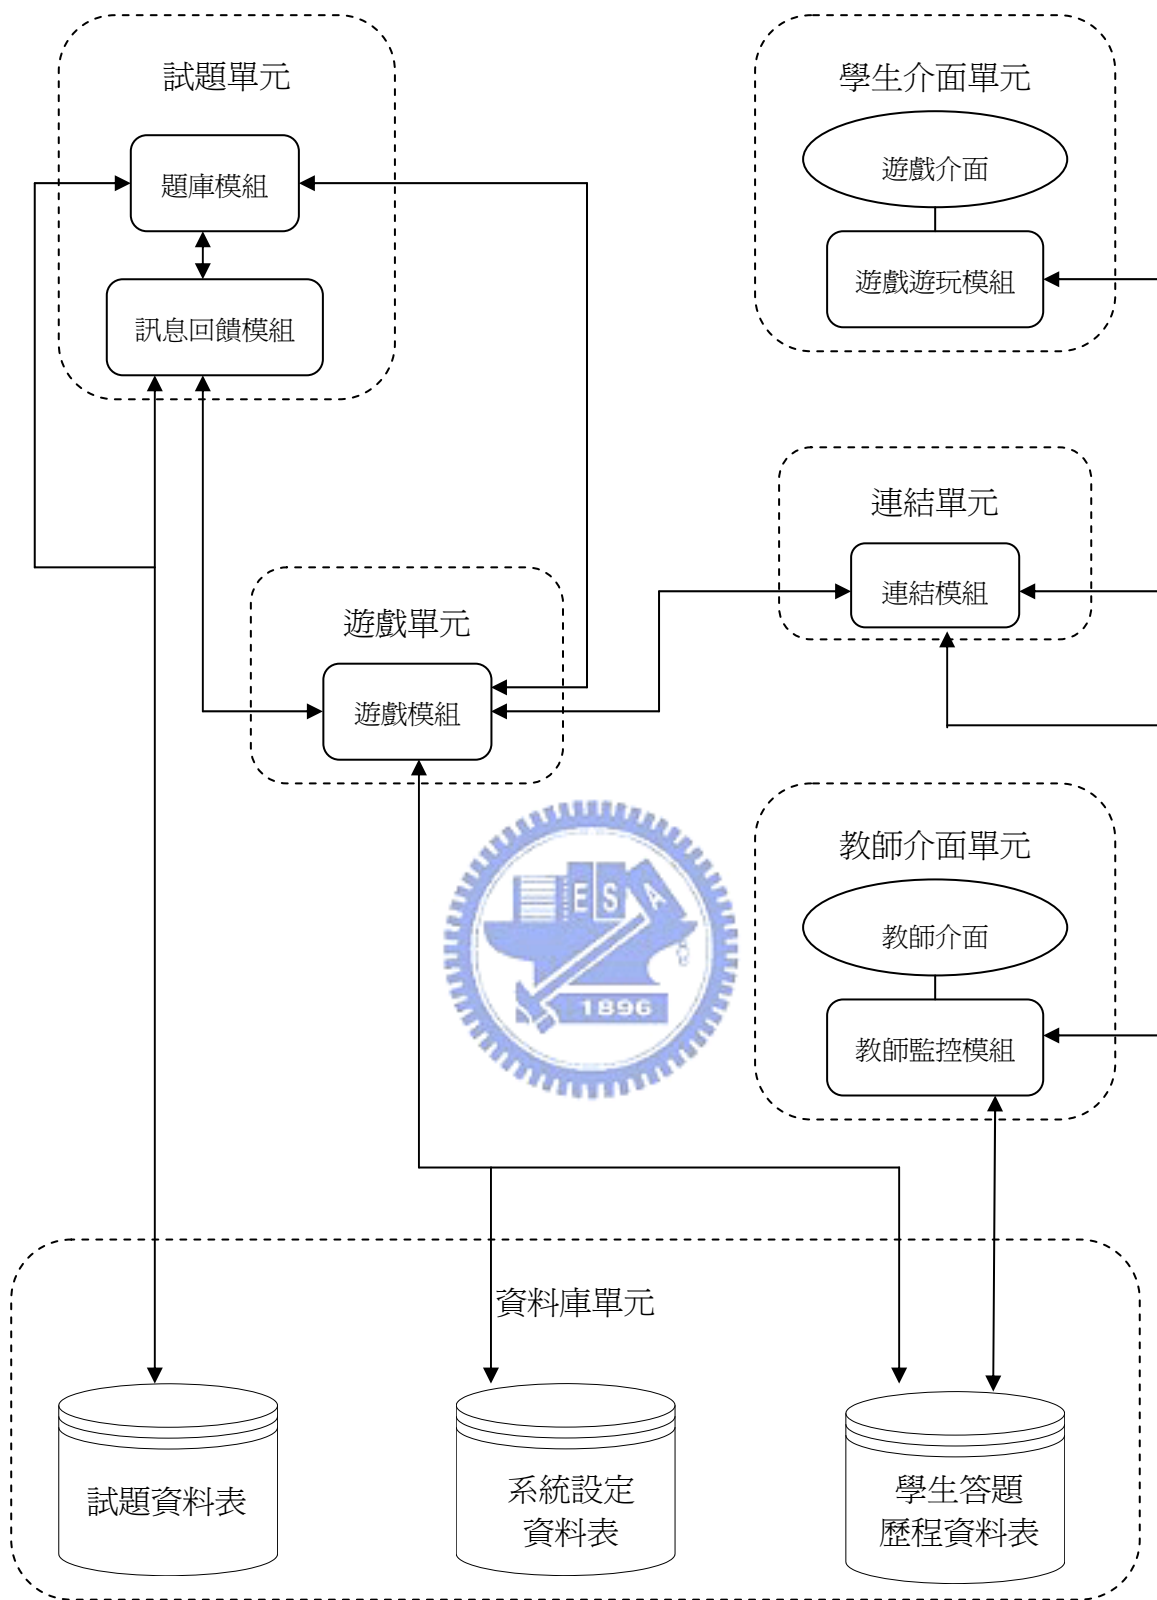 試題單元
題庫模組
訊息回饋模組
學生介面單元
遊戲介面
遊戲遊玩模組
連結單元
連結模組
遊戲單元
遊戲模組
教師介面單元
教師介面
教師監控模組
E S A
1896
資料庫單元
試題資料表
系統設定
資料表
學生答題
歷程資料表